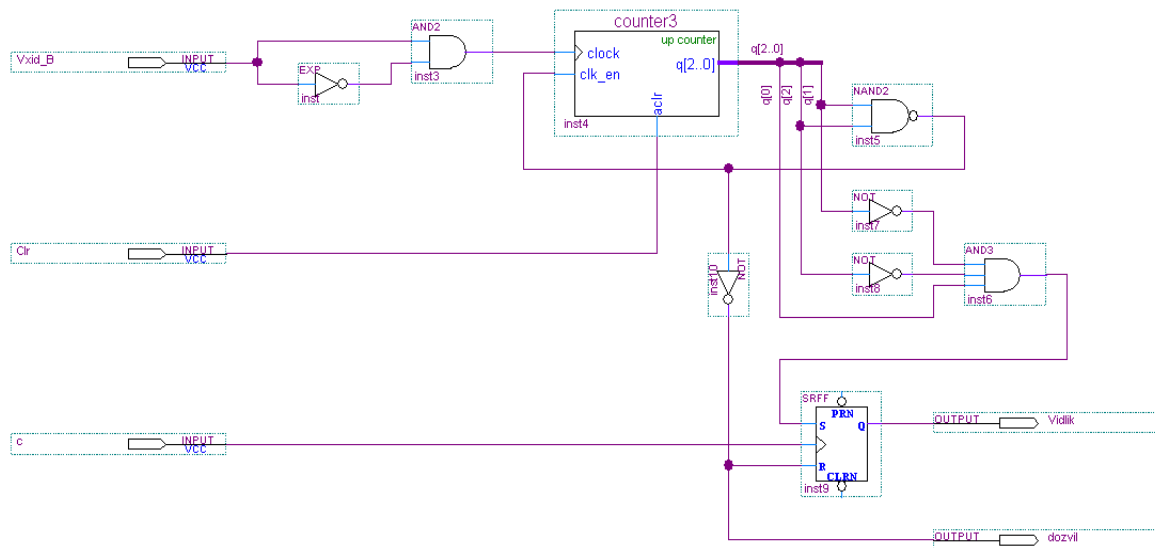 counter3
AND2
Vxid_B
INPUT
VCC
up counter
q[2..0]
clock
q[2..0]
EXP
inst
inst3
clk_en
aclr
q[0]
q[2]
q[1]
NAND2
inst4
inst5
NOT
inst7
Clr
INPUT
VCC
AND3
NOT
inst8
inst6
inst10
NOT
SRFF
PRN
S
Q
OUTPUT
Vidlik
c
INPUT
VCC
R
CLRN
inst9
OUTPUT
dozvil